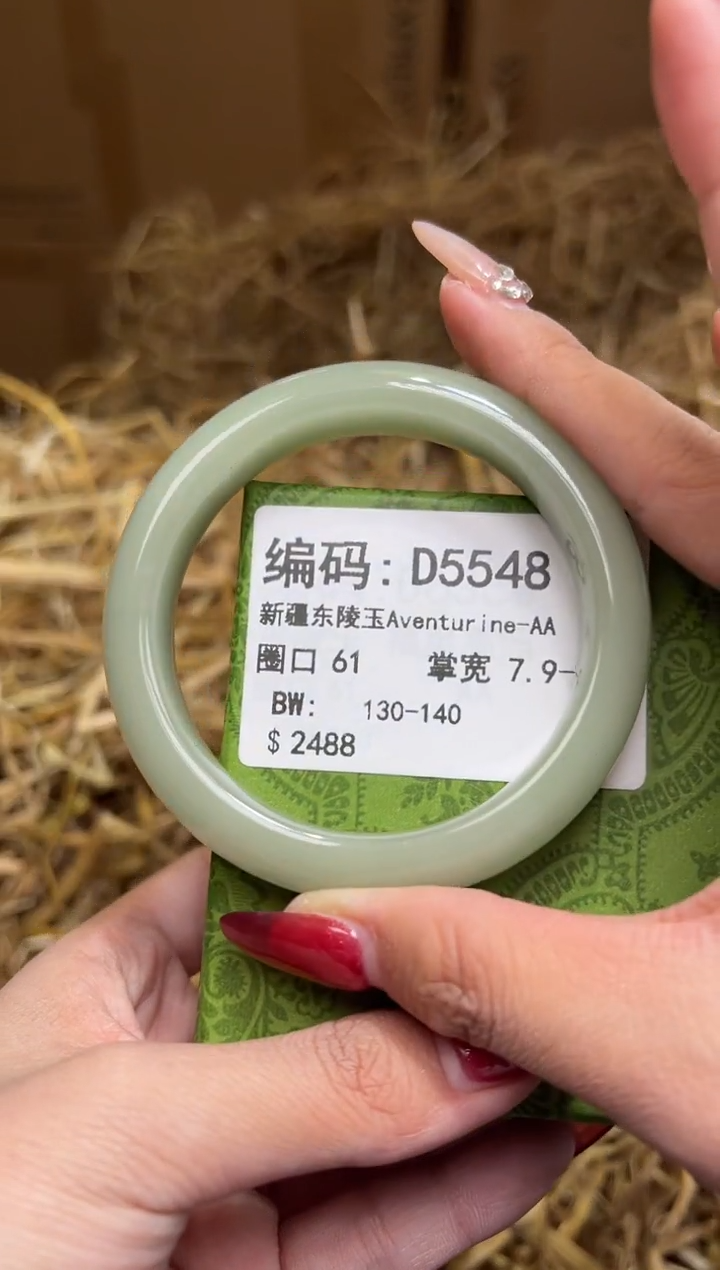 编码: D5548
新疆东陵玉Aventurine-AA
圈口 61 掌宽 7.9-
BW: 130-140
$ 2488